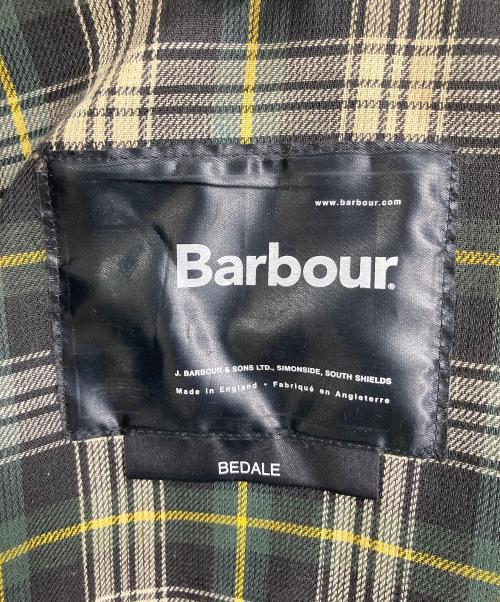 www.barbour.com
Barbour®
J. BARBOUR & SONS LTD., SIMONSIDE, SOUTH SHIELDS
Made in England • Fabriqué en Angleterre
BEDALE